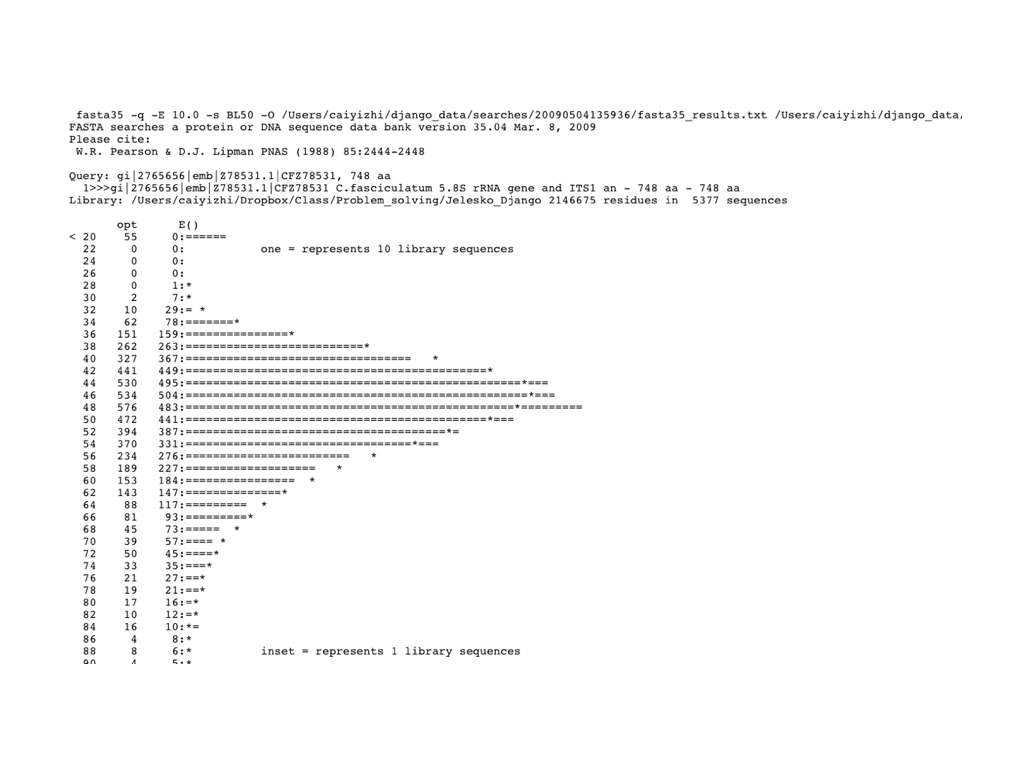 fasta35 -q -E 10.0 -s BL50 -O /Users/caiyizhi/django_data/searches/20090504135936/fasta35_results.txt /Users/caiyizhi/django_data,
FASTA searches a protein or DNA sequence data bank version 35.04 Mar. 8, 2009
Please cite:
W.R. Pearson & D.J. Lipman PNAS (1988) 85:2444-2448
Query: gi|2765656|emb|Z78531.1|CFZ78531, 748 aa
1>>>gi|2765656|emb|Z78531.1|CFZ78531 C.fasciculatum 5.8S rRNA gene and ITS1 an - 748 aa - 748 aa
Library: /Users/caiyizhi/Dropbox/Class/Problem_solving/Jelesko_Django 2146675 residues in  5377 sequences
opt      E()
< 20   55     0:======
22    0     0:           one = represents 10 library sequences
24    0     0:
26    0     0:
28    0     1:*
30    2     7:*
32   10    29:= *
34   62    78:=======*
36  151   159:===============*
38  262   263:==========================*
40  327   367:=================================   *
42  441   449:============================================*
44  530   495:=================================================*===
46  534   504:==================================================*===
48  576   483:================================================*=========
50  472   441:============================================*===
52  394   387:======================================*=
54  370   331:=================================*===
56  234   276:========================   *
58  189   227:===================   *
60  153   184:================  *
62  143   147:==============*
64   88   117:=========  *
66   81    93:=========*
68   45    73:=====  *
70   39    57:==== *
72   50    45:====*
74   33    35:===*
76   21    27:==*
78   19    21:==*
80   17    16:=*
82   10    12:=*
84   16    10:*=
86    4     8:*
88    8     6:*           inset = represents 1 library sequences
90    4     5:*